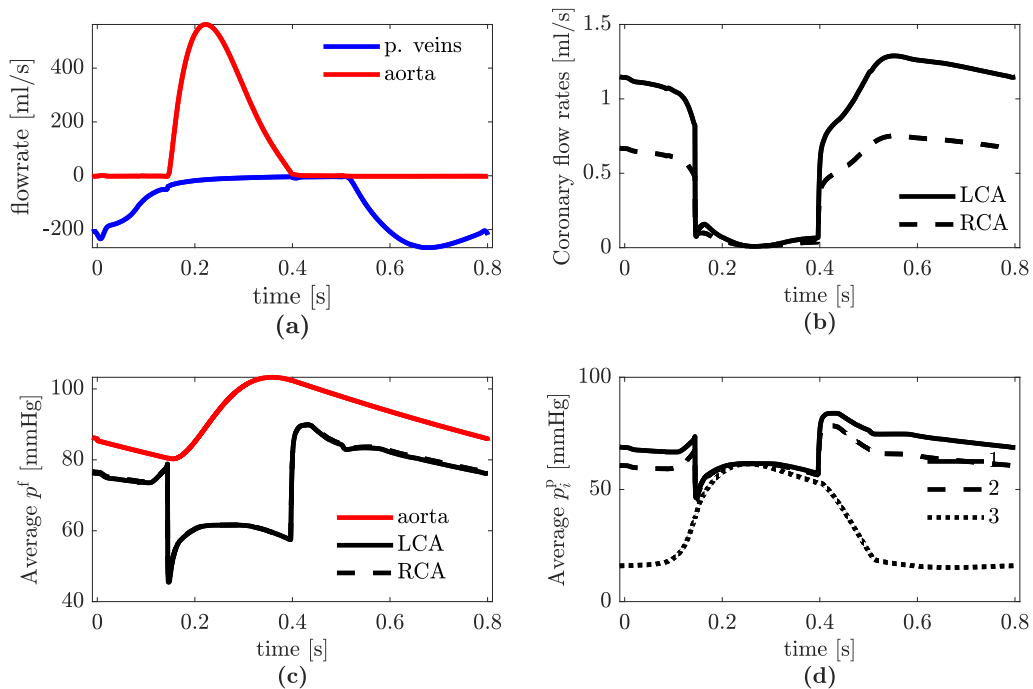 flowrate [ml/s]
400
200
0
-200
p. veins
aorta
0 0.2 0.4 0.6 0.8
time [s]
(a)
Coronary flow rates [ml/s]
1.5
1
0.5
0
LCA
RCA
0 0.2 0.4 0.6 0.8
time [s]
(b)
Average p^f [mmHg]
100
80
60
40
aorta
LCA
RCA
0 0.2 0.4 0.6 0.8
time [s]
(c)
Average p_i^p [mmHg]
100
50
0
1
2
3
0 0.2 0.4 0.6 0.8
time [s]
(d)